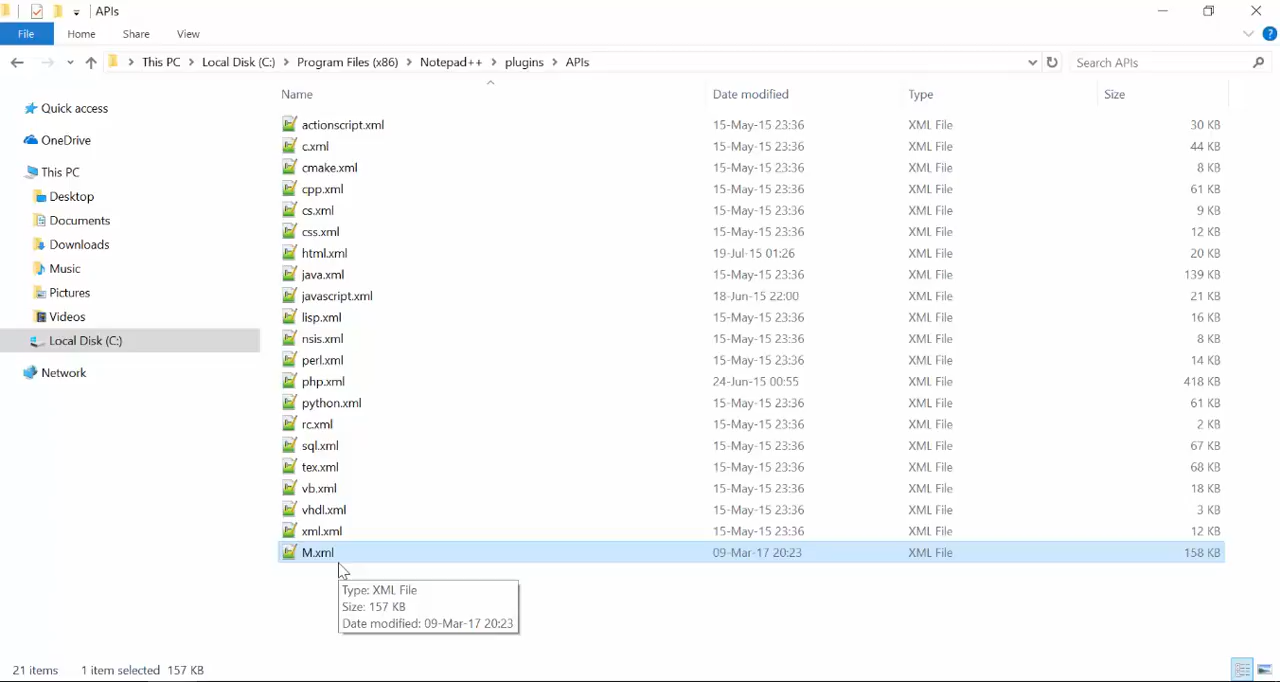 APIs
File Home Share View
This PC Local Disk (C:) Program Files (x86) Notepad++ plugins APIs Search APIs
Name Date modified Type Size
Quick access
OneDrive
This PC
Desktop
Documents
Downloads
Music
Pictures
Videos
Local Disk (C:)
Network
actionscript.xml 15-May-15 23:36 XML File 30 KB
c.xml 15-May-15 23:36 XML File 44 KB
cmake.xml 15-May-15 23:36 XML File 8 KB
cpp.xml 15-May-15 23:36 XML File 61 KB
cs.xml 15-May-15 23:36 XML File 9 KB
css.xml 15-May-15 23:36 XML File 12 KB
html.xml 19-Jul-15 01:26 XML File 20 KB
java.xml 15-May-15 23:36 XML File 139 KB
javascript.xml 18-Jun-15 22:00 XML File 21 KB
lisp.xml 15-May-15 23:36 XML File 16 KB
nsis.xml 15-May-15 23:36 XML File 8 KB
perl.xml 15-May-15 23:36 XML File 14 KB
php.xml 24-Jun-15 00:55 XML File 418 KB
python.xml 15-May-15 23:36 XML File 61 KB
rc.xml 15-May-15 23:36 XML File 2 KB
sql.xml 15-May-15 23:36 XML File 67 KB
tex.xml 15-May-15 23:36 XML File 68 KB
vb.xml 15-May-15 23:36 XML File 18 KB
vhdl.xml 15-May-15 23:36 XML File 3 KB
xml.xml 15-May-15 23:36 XML File 12 KB
M.xml 09-Mar-17 20:23 XML File 158 KB
Type: XML File
Size: 157 KB
Date modified: 09-Mar-17 20:23
21 items 1 item selected 157 KB